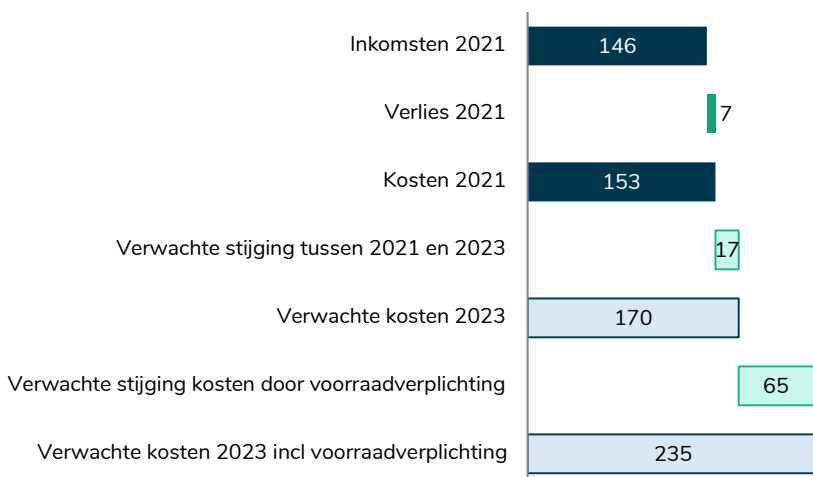 Inkomsten 2021 146
Verlies 2021 7
Kosten 2021 153
Verwachte stijging tussen 2021 en 2023 17
Verwachte kosten 2023 170
Verwachte stijging kosten door voorraadverplichting 65
Verwachte kosten 2023 incl voorraadverplichting 235